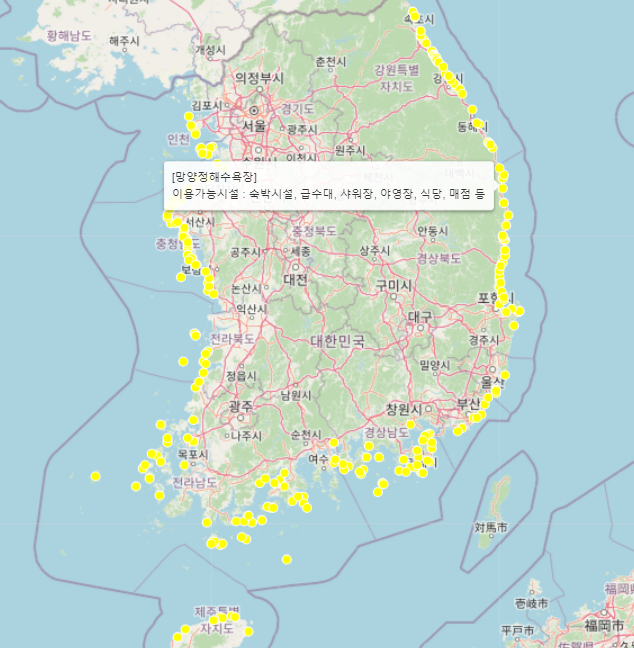 속초시
황해남도
해주시
개성시
춘천시
강원특별
자치도
강릉시
의정부시
김포시
경기도
서울
광주시
인천
원주시
이천시
동해시
[망양정해수욕장]
이용가능시설 : 숙박시설, 급수대, 샤워장, 야영장, 식당, 매점 등
서산시
충청북도
안동시
공주시
세종
상주시
경상북도
대전
논산시
구미시
포항시
익산시
대구
경주시
전라북도
대한민국
밀양시
정읍시
울산
남원시
광주
창원시
부산
나주시
순천시
경상남도
목포시
여수
전라남도
対馬市
제주특별
자치도
壱岐市
福岡市
平戸市